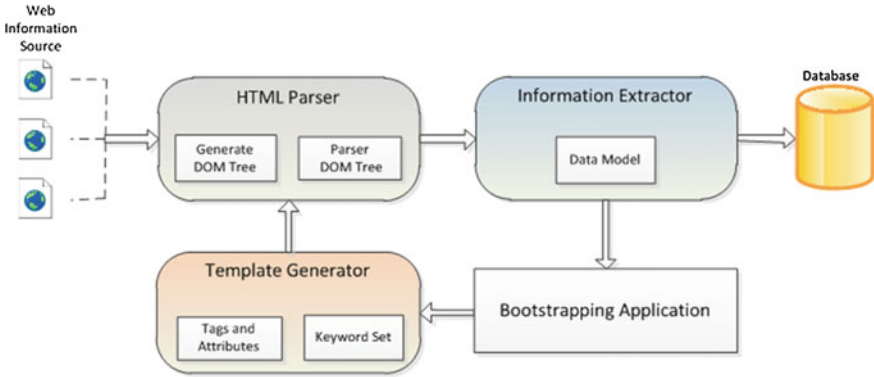 Web
Information
Source
HTML Parser
Generate
DOM Tree
Parser
DOM Tree
Information Extractor
Data Model
Database
Template Generator
Tags and
Attributes
Keyword Set
Bootstrapping Application